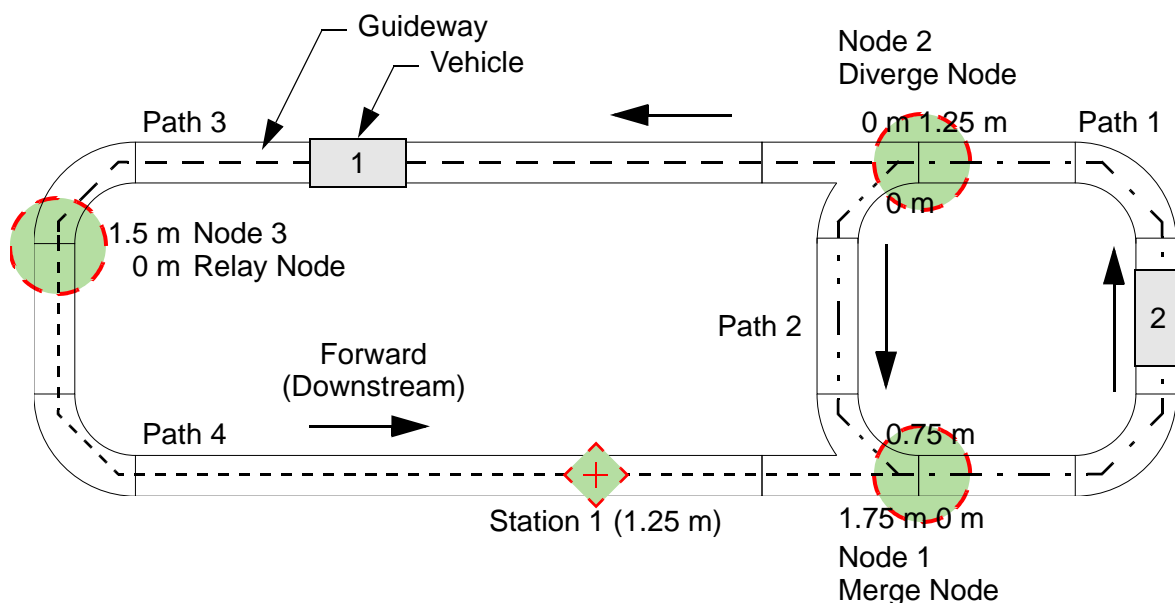 Guideway
Vehicle
Node 2
Diverge Node
Path 3
0 m 1.25 m
Path 1
1
0 m
1.5 m Node 3
0 m Relay Node
2
Path 2
Forward
(Downstream)
Path 4
0.75 m
Station 1 (1.25 m)
1.75 m 0 m
Node 1
Merge Node